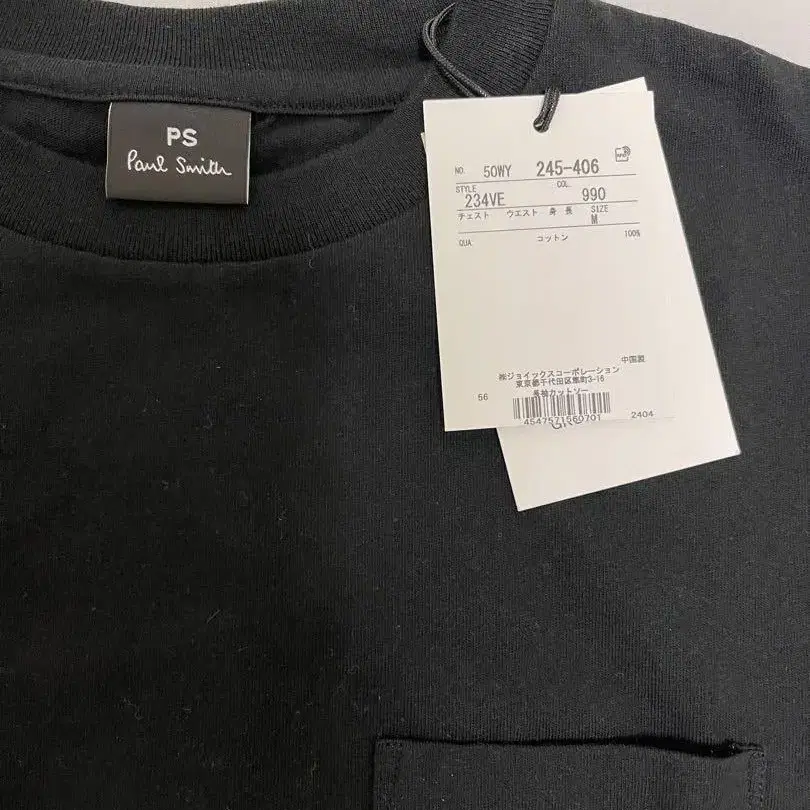 PS
Paul Smith
NO. 50WY 245-406
STYLE COL.
234VE 990
チェスト ウエスト 身長 SIZE
M
QUA. コットン 100%
中国製
㈱ジョイックスコーポレーション
東京都千代田区隼町3-16
56 長袖カットソー
4547571560701 2404